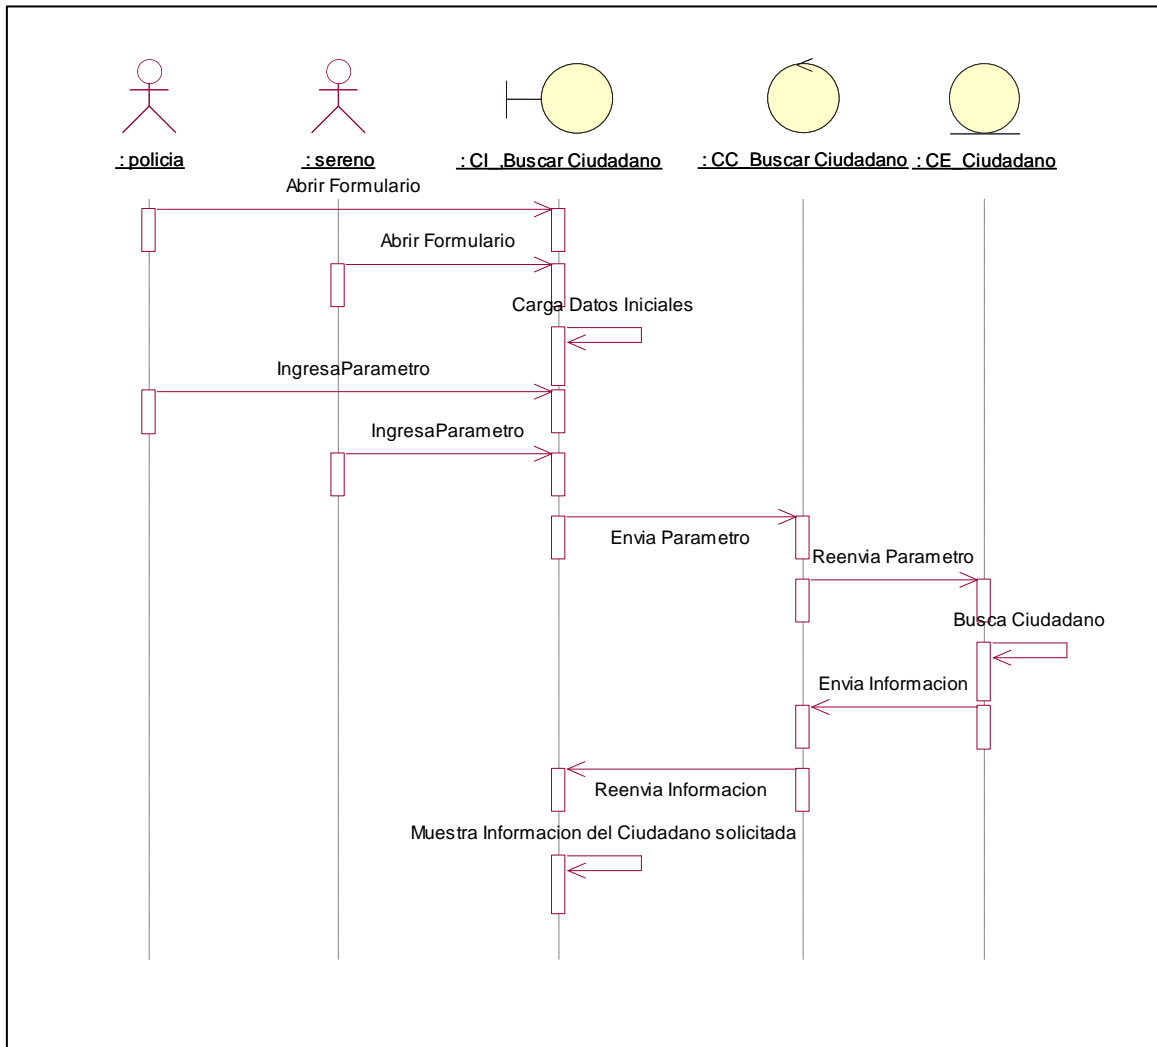 : policia
: sereno
: CI_,Buscar Ciudadano
: CC_Buscar Ciudadano
: CE_Ciudadano
Abrir Formulario
Abrir Formulario
Carga Datos Iniciales
IngresaParametro
IngresaParametro
Envia Parametro
Reenvia Parametro
Busca Ciudadano
Envia Informacion
Reenvia Informacion
Muestra Informacion del Ciudadano solicitada